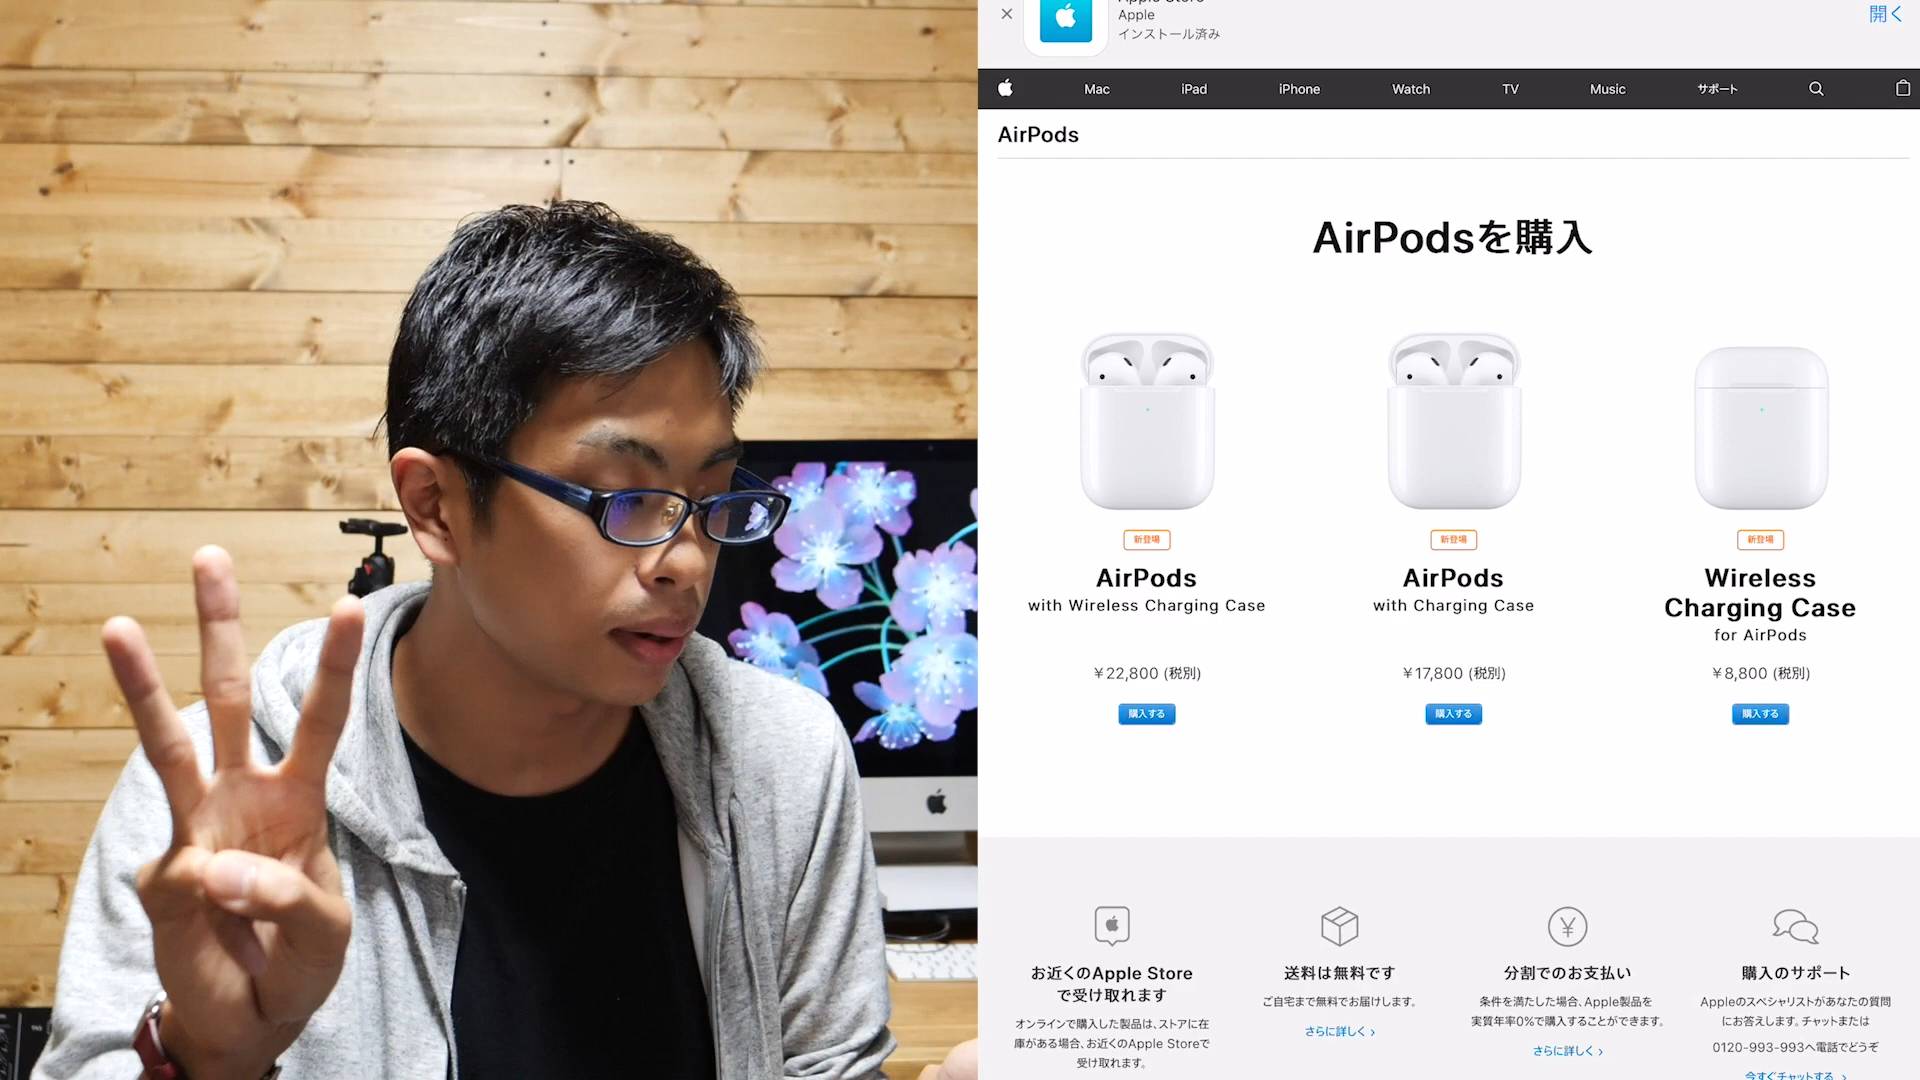 Apple Store
Apple
インストール済み
開く
Mac
iPad
iPhone
Watch
TV
Music
サポート
AirPods
AirPodsを購入
新登場
AirPods
with Wireless Charging Case
¥22,800 (税別)
購入する
新登場
AirPods
with Charging Case
¥17,800 (税別)
購入する
新登場
Wireless
Charging Case
for AirPods
¥8,800 (税別)
購入する
お近くのApple Store
で受け取れます
オンラインで購入した製品は、ストアに在
庫がある場合、お近くのApple Storeで
受け取れます。
送料は無料です
ご自宅まで無料でお届けします。
さらに詳しく ›
分割でのお支払い
条件を満たした場合、Apple製品を
実質年率0%で購入することができます。
さらに詳しく ›
購入のサポート
Appleのスペシャリストがあなたの質問
にお答えします。チャットまたは
0120-993-993へ電話でどうぞ
今すぐチャットする ›